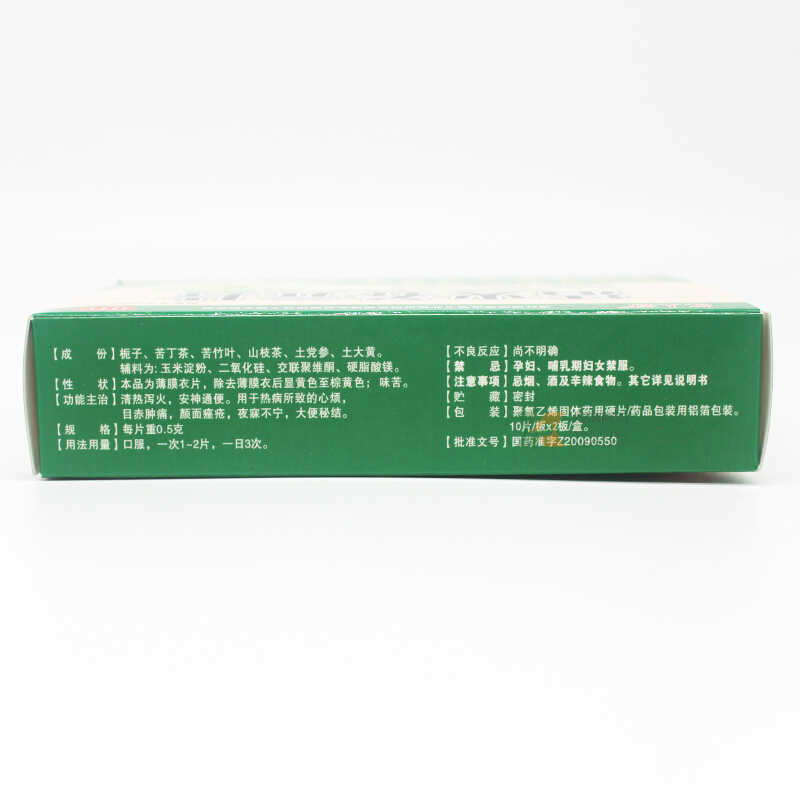 【成 份】栀子、苦丁茶、苦竹叶、山枝茶、土党参、土大黄。
辅料为:玉米淀粉、二氧化硅、交联聚维酮、硬脂酸镁。
【性 状】本品为薄膜衣片,除去薄膜衣后显黄色至棕黄色;味苦。
【功能主治】清热泻火,安神通便。用于热病所致的心烦,
目赤肿痛,颜面痤疮,夜寐不宁,大便秘结。
【规 格】每片重0.5克
【用法用量】口服,一次1~2片,一日3次。
【不良反应】尚不明确
【禁 忌】孕妇、哺乳期妇女禁服。
【注意事项】忌烟、酒及辛辣食物。其它详见说明书
【贮 藏】密封
【包 装】聚氯乙烯固体药用硬片/药品包装用铝箔包装。
10片/板x2板/盒。
【批准文号】国药准字Z20090550